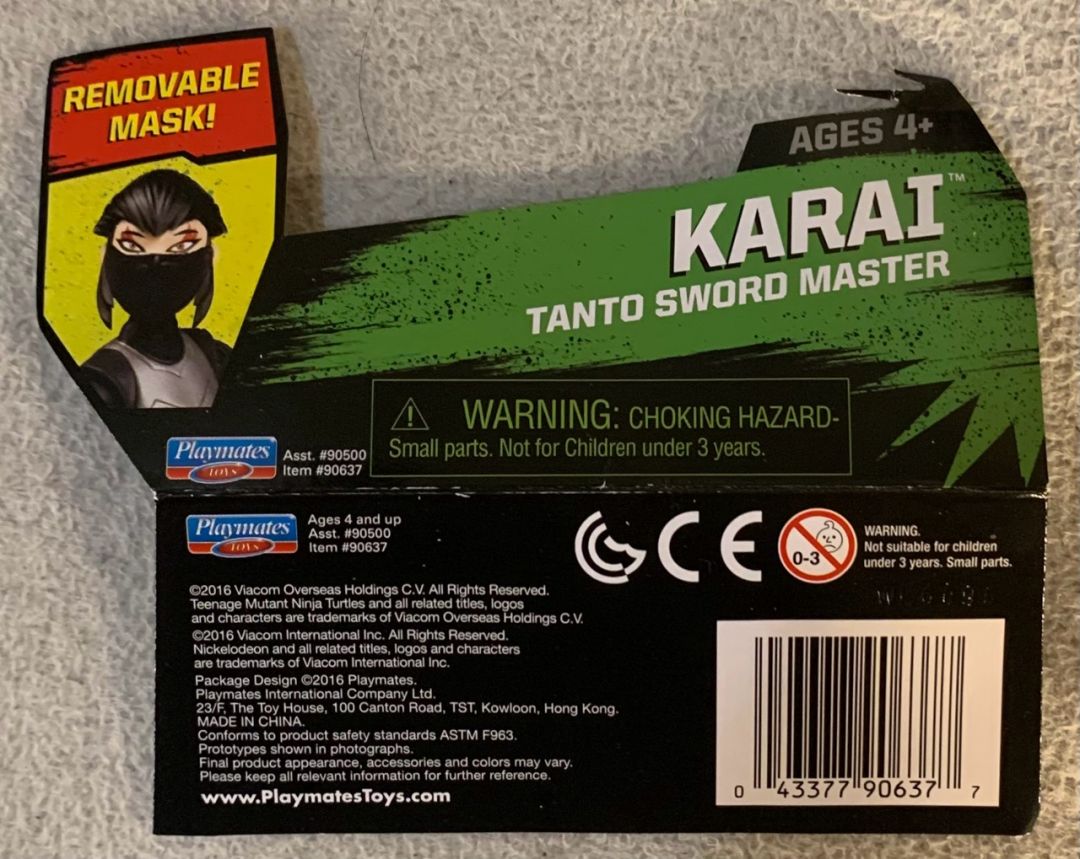 REMOVABLE
MASK!
AGES 4+
KARAI™
TANTO SWORD MASTER
⚠ WARNING: CHOKING HAZARD-
Small parts. Not for Children under 3 years.
Playmates
TOYS
Asst. #90500
Item #90637
Playmates
TOYS
Ages 4 and up
Asst. #90500
Item #90637
CE
0-3
WARNING.
Not suitable for children
under 3 years. Small parts.
©2016 Viacom Overseas Holdings C.V. All Rights Reserved.
Teenage Mutant Ninja Turtles and all related titles, logos
and characters are trademarks of Viacom Overseas Holdings C.V.
©2016 Viacom International Inc. All Rights Reserved.
Nickelodeon and all related titles, logos and characters
are trademarks of Viacom International Inc.
Package Design ©2016 Playmates.
Playmates International Company Ltd.
23/F, The Toy House, 100 Canton Road, TST, Kowloon, Hong Kong.
MADE IN CHINA.
Conforms to product safety standards ASTM F963.
Prototypes shown in photographs.
Final product appearance, accessories and colors may vary.
Please keep all relevant information for further reference.
www.PlaymatesToys.com
0 43377 90637 7